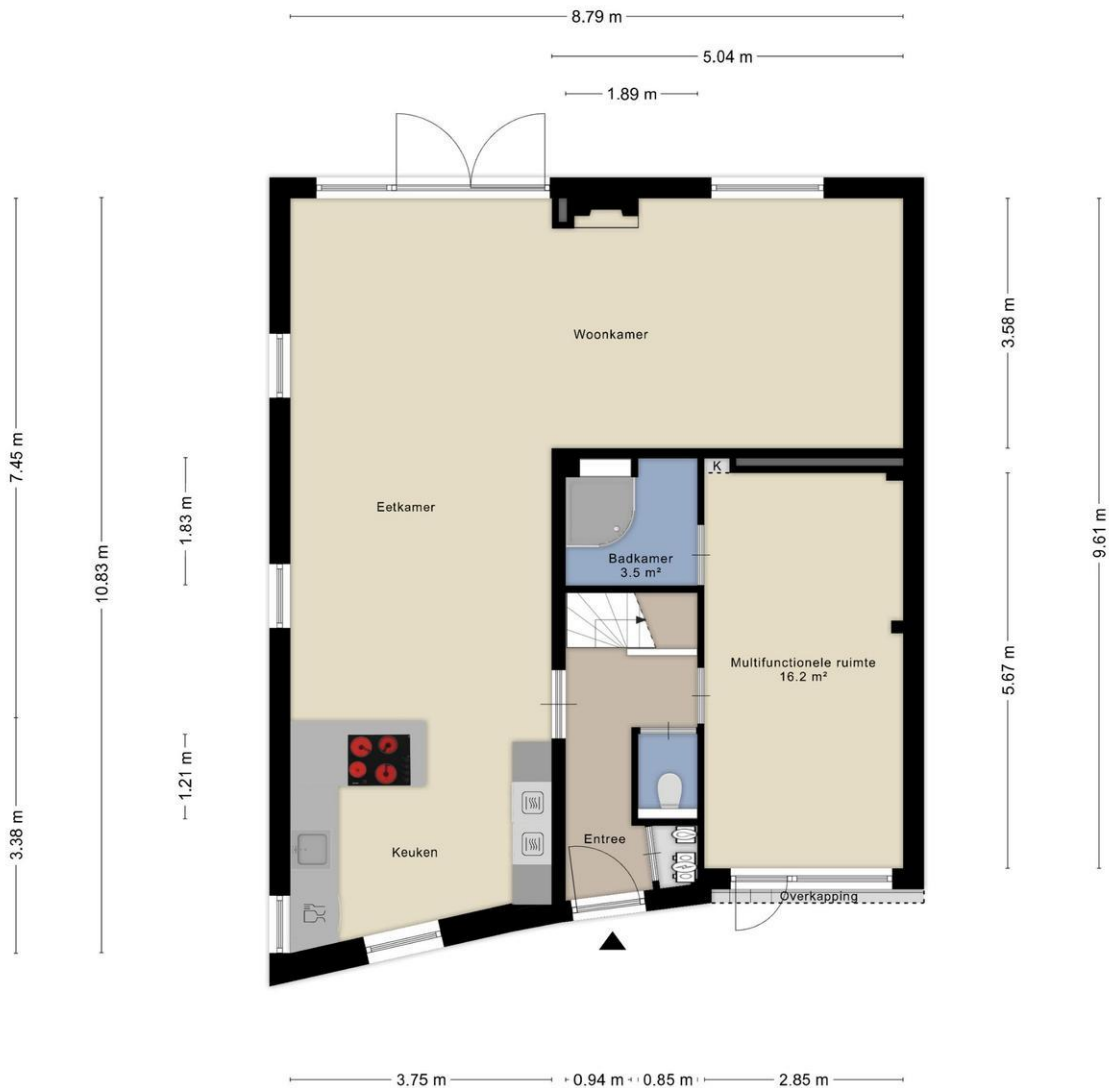 8.79 m
5.04 m
1.89 m
Woonkamer
3.58 m
7.45 m
K
Eetkamer
1.83 m
10.83 m
9.61 m
Badkamer
3.5 m²
Multifunctionele ruimte
16.2 m²
5.67 m
1.21 m
3.38 m
Keuken
Entree
Overkapping
3.75 m
0.94 m
0.85 m
2.85 m